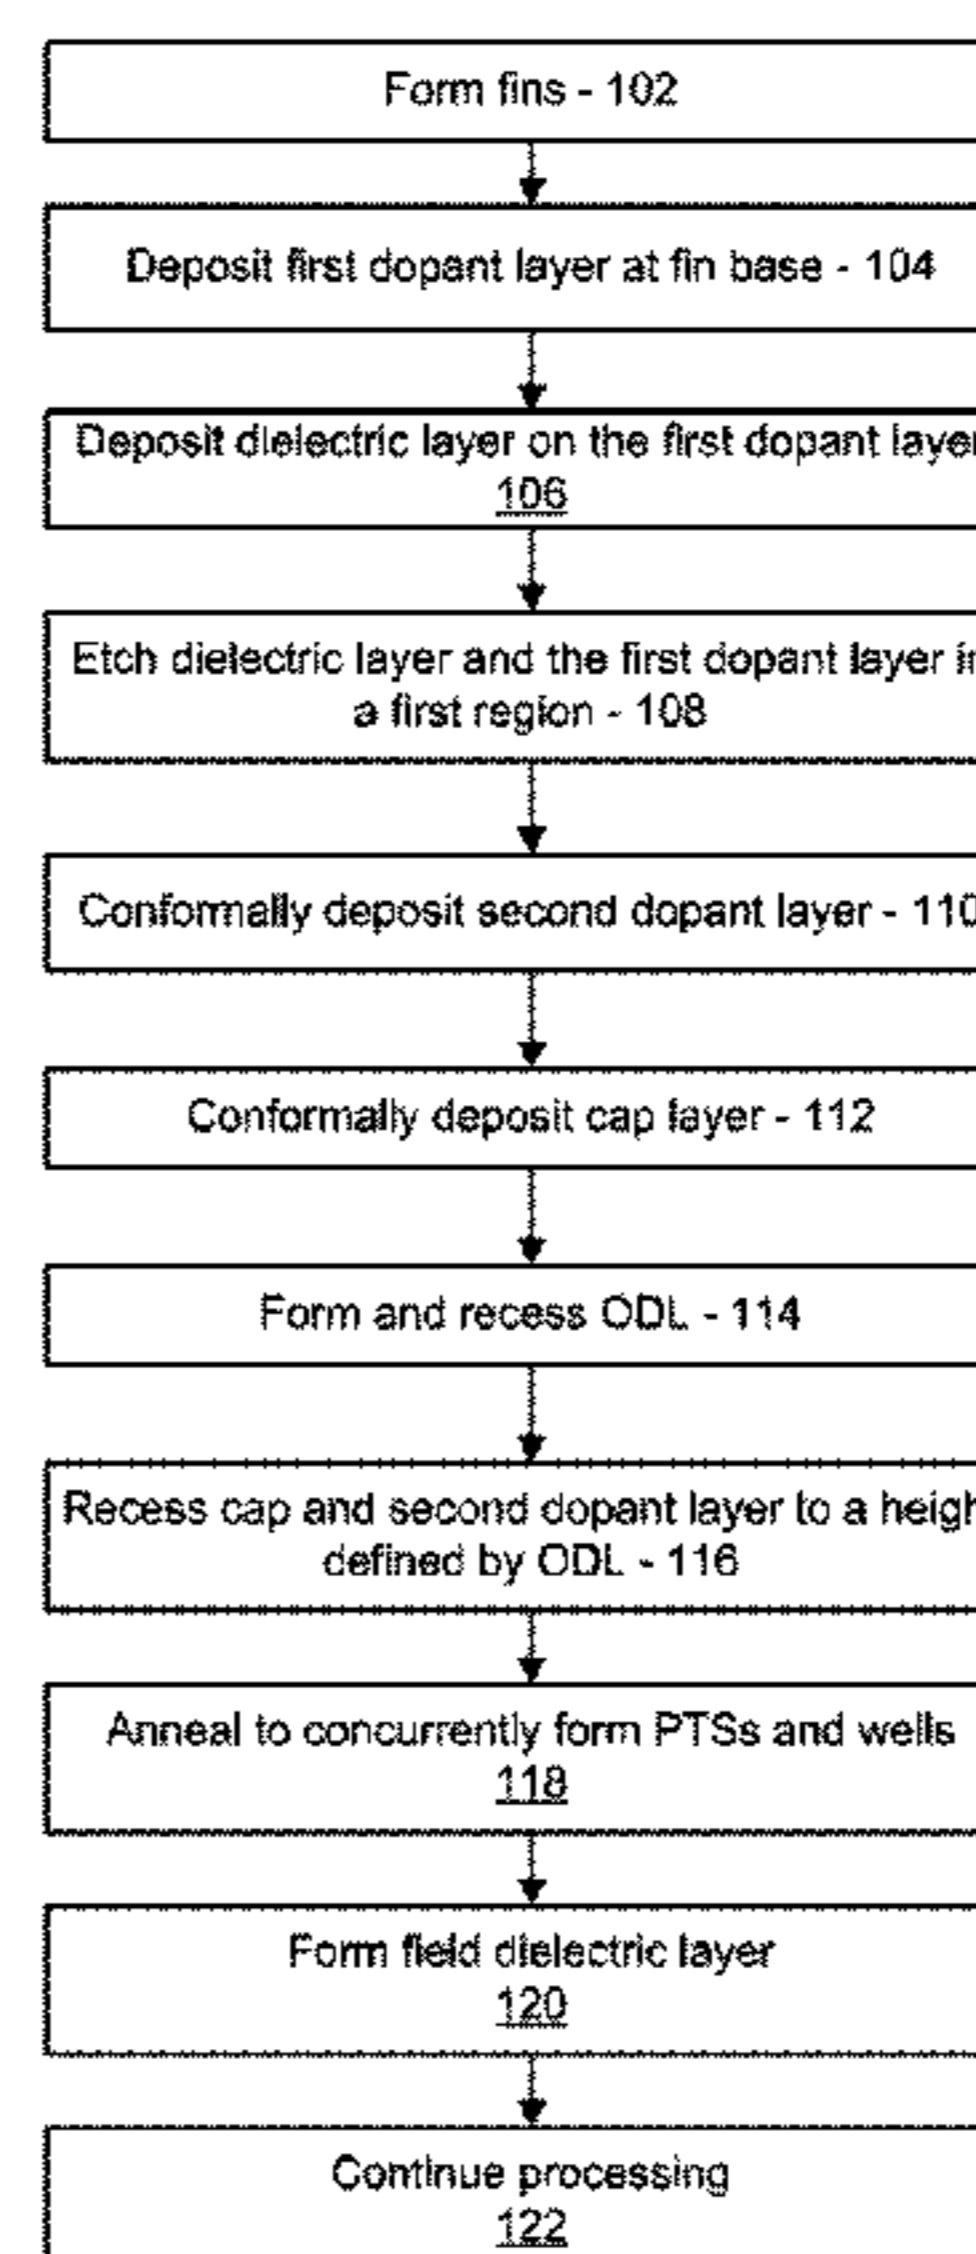 Form fins - 102
Deposit first dopant layer at fin base - 104
Deposit dielectric layer on the first dopant layer
106
Etch dielectric layer and the first dopant layer in
a first region - 108
Conformally deposit second dopant layer - 110
Conformally deposit cap layer - 112
Form and recess ODL - 114
Recess cap and second dopant layer to a heigh
defined by ODL - 116
Anneal to concurrently form PTSs and wells
118
Form field dielectric layer
120
Continue processing
122